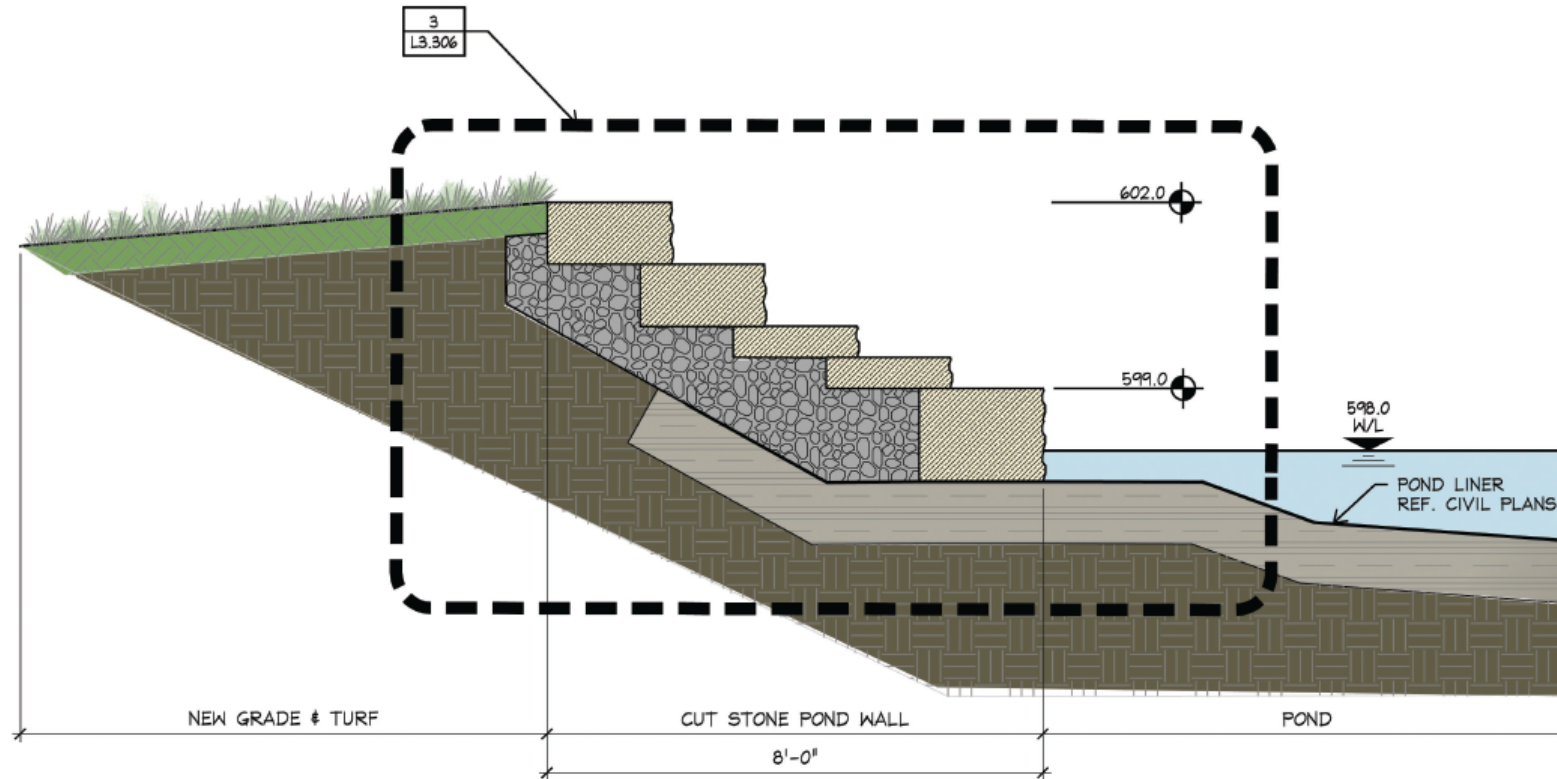 3
L3.306
602.0
599.0
598.0
W/L
POND LINER
REF. CIVIL PLANS
NEW GRADE & TURF
CUT STONE POND WALL
POND
8'-0"